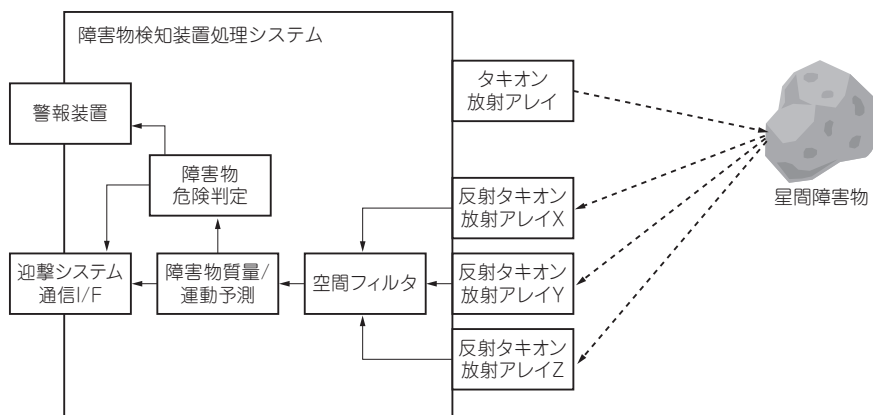 障害物検知装置処理システム
タキオン
放射アレイ
警報装置
障害物
危険判定
反射タキオン
放射アレイX
星間障害物
迎撃システム
通信I/F
障害物質量/
運動予測
空間フィルタ
反射タキオン
放射アレイY
反射タキオン
放射アレイZ